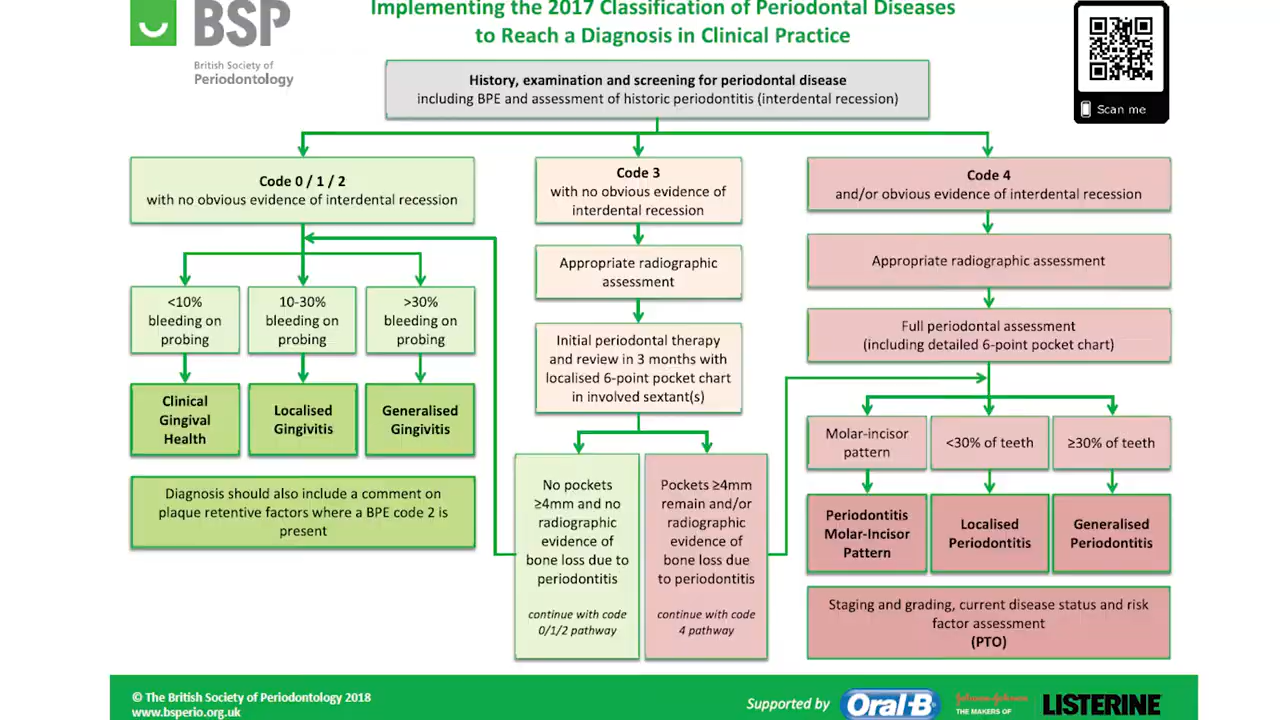 BSP
British Society of
Periodontology
Implementing the 2017 Classification of Periodontal Diseases
to Reach a Diagnosis in Clinical Practice
Scan me
History, examination and screening for periodontal disease
including BPE and assessment of historic periodontitis (interdental recession)
Code 0 / 1 / 2
with no obvious evidence of interdental recession
<10%
bleeding on
probing
10-30%
bleeding on
probing
>30%
bleeding on
probing
Clinical
Gingival
Health
Localised
Gingivitis
Generalised
Gingivitis
Diagnosis should also include a comment on
plaque retentive factors where a BPE code 2 is
present
Code 3
with no obvious evidence of
interdental recession
Appropriate radiographic
assessment
Initial periodontal therapy
and review in 3 months with
localised 6-point pocket chart
in involved sextant(s)
No pockets
≥4mm and no
radiographic
evidence of
bone loss due to
periodontitis
continue with code
0/1/2 pathway
Pockets ≥4mm
remain and/or
radiographic
evidence of
bone loss due
to periodontitis
continue with code
4 pathway
Code 4
and/or obvious evidence of interdental recession
Appropriate radiographic assessment
Full periodontal assessment
(including detailed 6-point pocket chart)
Molar-incisor
pattern
<30% of teeth
≥30% of teeth
Periodontitis
Molar-Incisor
Pattern
Localised
Periodontitis
Generalised
Periodontitis
Staging and grading, current disease status and risk
factor assessment
(PTO)
© The British Society of Periodontology 2018
www.bsperio.org.uk
Supported by
Oral-B
Johnson & Johnson
THE MAKERS OF
LISTERINE